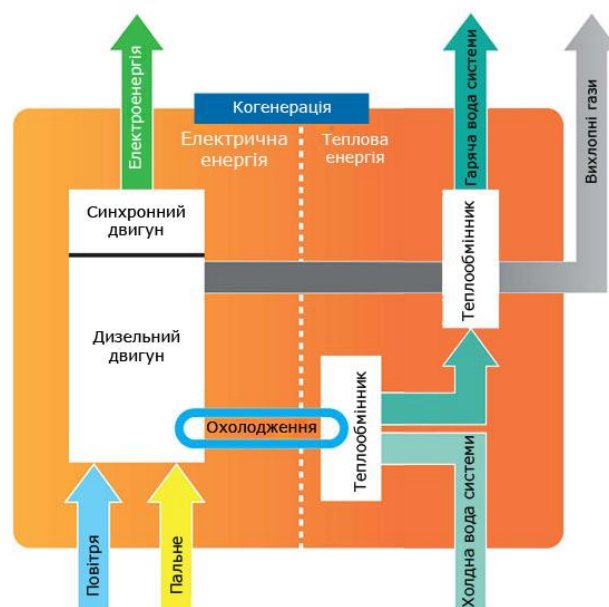 Когенерація
Електрична
енергія
Теплова
енергія
Електроенергія
Гаряча вода системи
Вихлопні гази
Синхронний
двигун
Теплообмінник
Дизельний
двигун
Охолодження
Теплообмінник
Повітря
Пальне
Холдна вода системи